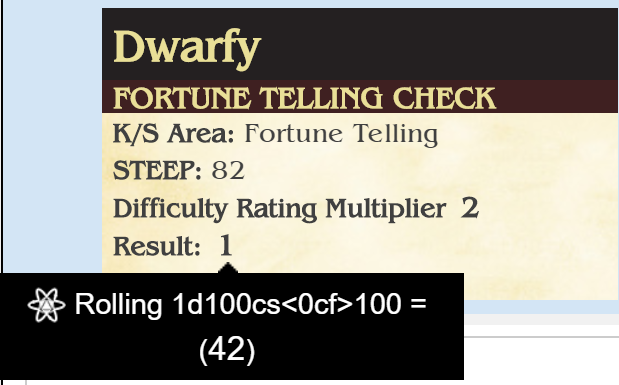 Dwarfy
FORTUNE TELLING CHECK
K/S Area: Fortune Telling
STEEP: 82
Difficulty Rating Multiplier 2
Result: 1
Rolling 1d100cs<0cf>100 =
(42)